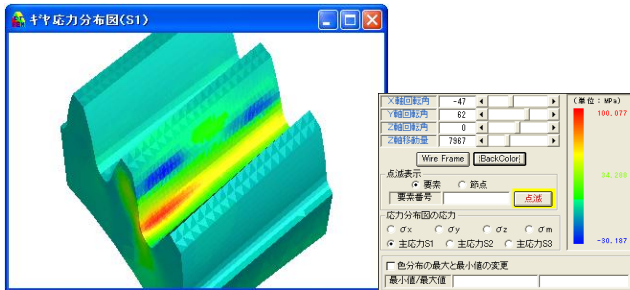 ギヤ応力分布図(S1)
X軸回転角 -47
Y軸回転角 62
Z軸回転角 0
Z軸移動量 7967
Wire Frame [BackColor]
点滅表示
要素 節点
要素番号 点滅
応力分布図の応力
σx σy σz σm
主応力S1 主応力S2 主応力S3
色分布の最大と最小値の変更
最小値/最大値
(単位:MPa)
100.077
-30.187